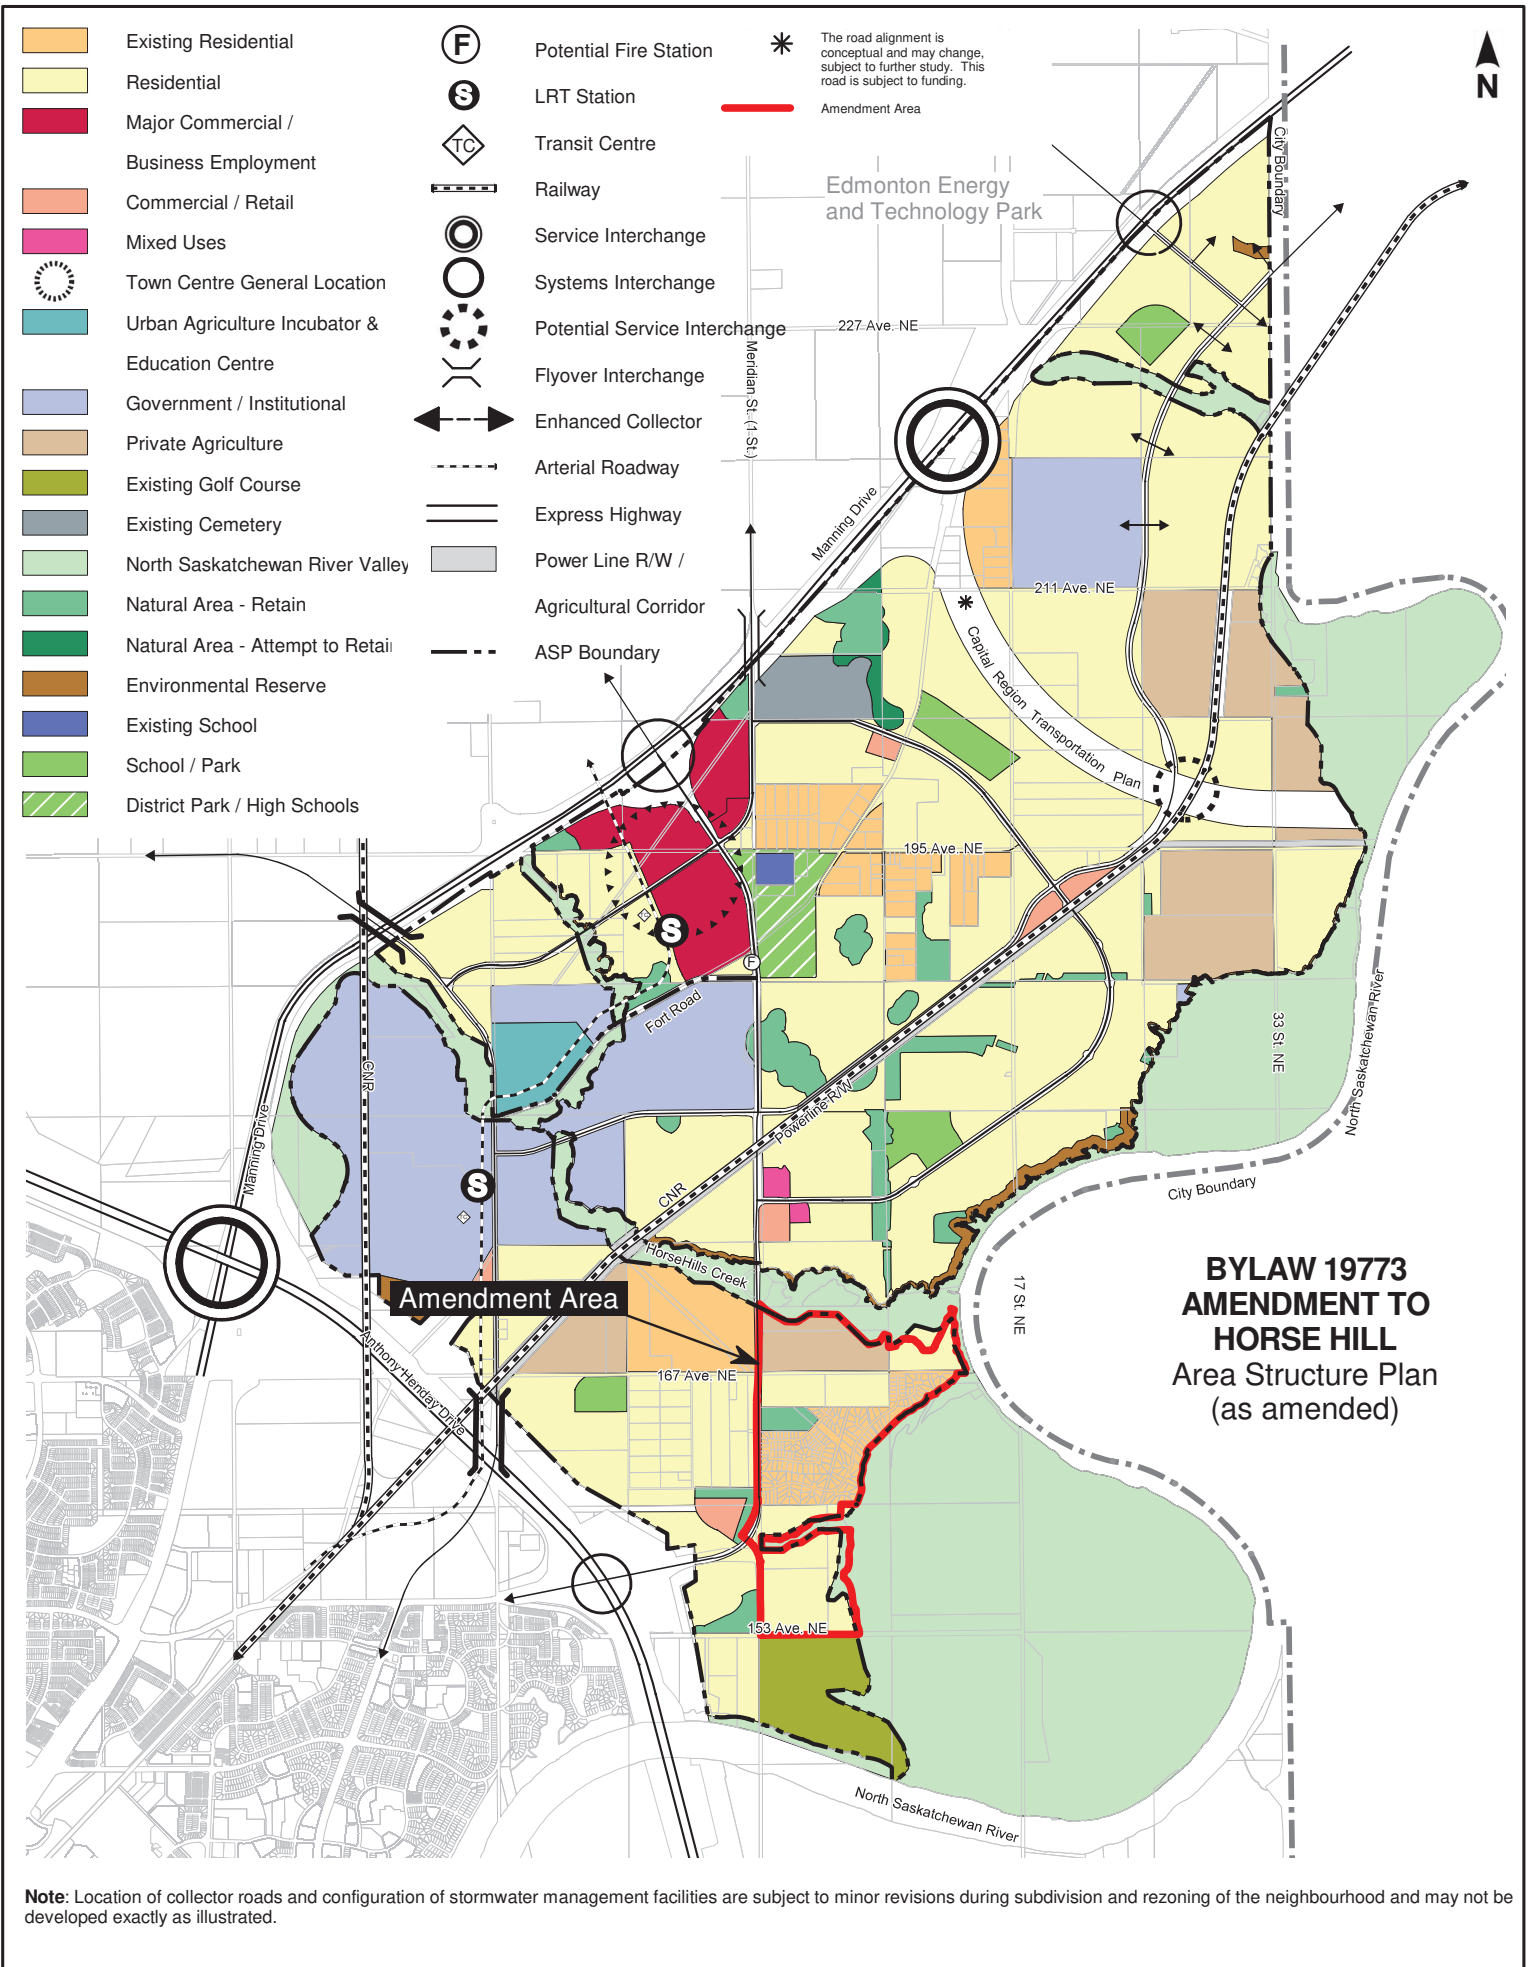 Existing Residential
Residential
Major Commercial /
Business Employment
Commercial / Retail
Mixed Uses
Town Centre General Location
Urban Agriculture Incubator &
Education Centre
Government / Institutional
Private Agriculture
Existing Golf Course
Existing Cemetery
North Saskatchewan River Valley
Natural Area - Retain
Natural Area - Attempt to Retain
Environmental Reserve
Existing School
School / Park
District Park / High Schools
F
Potential Fire Station
S
LRT Station
TC
Transit Centre
Railway
Service Interchange
Systems Interchange
Potential Service Interchange
Flyover Interchange
Enhanced Collector
Arterial Roadway
Express Highway
Power Line R/W /
Agricultural Corridor
ASP Boundary
The road alignment is
conceptual and may change,
subject to further study. This
road is subject to funding.
Amendment Area
N
City Boundary
Edmonton Energy
and Technology Park
227 Ave. NE
Meridian St. (1 St.)
Manning Drive
211 Ave. NE
Capital Region Transportation Plan
195 Ave. NE
TC
S
F
Fort Road
CNR
33 St. NE
North Saskatchewan River
Manning Drive
Powerline R/W
S
TC
CNR
City Boundary
HorseHills Creek
17 St. NE
Amendment Area
Anthony Henday Drive
167 Ave. NE
BYLAW 19773
AMENDMENT TO
HORSE HILL
Area Structure Plan
(as amended)
153 Ave. NE
North Saskatchewan River
Note: Location of collector roads and configuration of stormwater management facilities are subject to minor revisions during subdivision and rezoning of the neighbourhood and may not be
developed exactly as illustrated.